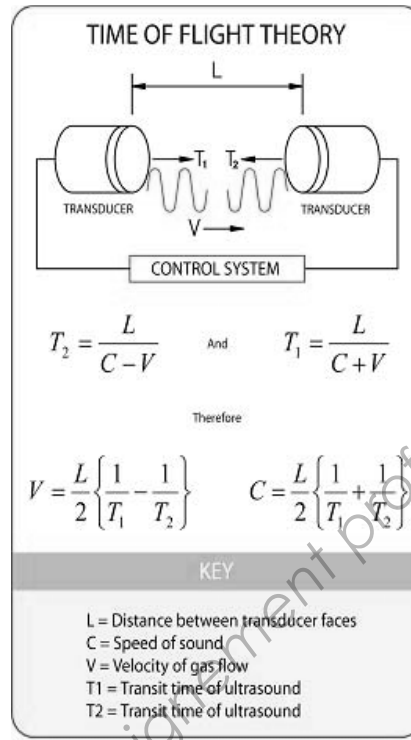 TIME OF FLIGHT THEORY
L
T₁ T₂
TRANSDUCER TRANSDUCER
V
CONTROL SYSTEM
T₂ = L / (C − V) And T₁ = L / (C + V)
Therefore
V = L/2 {1/T₁ − 1/T₂} C = L/2 {1/T₁ + 1/T₂}
KEY
L = Distance between transducer faces
C = Speed of sound
V = Velocity of gas flow
T1 = Transit time of ultrasound
T2 = Transit time of ultrasound